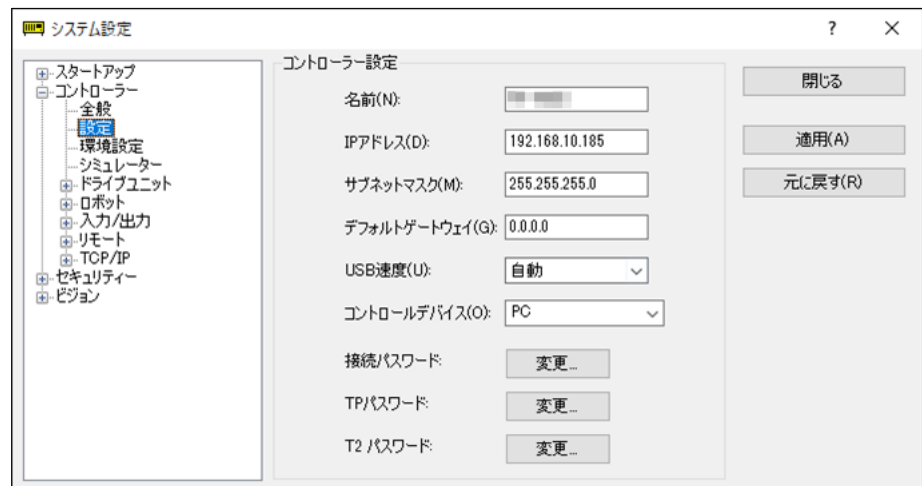 システム設定
スタートアップ
コントローラー
全般
設定
環境設定
シミュレーター
ドライブユニット
ロボット
入力/出力
リモート
TCP/IP
セキュリティー
ビジョン
コントローラー設定
名前(N):
IPアドレス(D): 192.168.10.185
サブネットマスク(M): 255.255.255.0
デフォルトゲートウェイ(G): 0.0.0.0
USB速度(U): 自動
コントロールデバイス(O): PC
接続パスワード: 変更...
TPパスワード: 変更...
T2 パスワード: 変更...
閉じる
適用(A)
元に戻す(R)